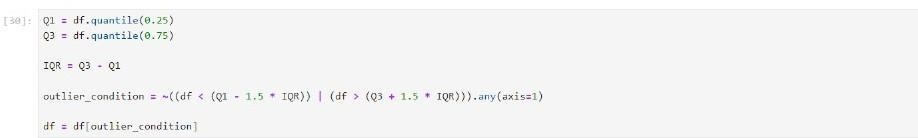 [30]: Q1 = df.quantile(0.25)
Q3 = df.quantile(0.75)
IQR = Q3 - Q1
outlier_condition = ~((df < (Q1 - 1.5 * IQR)) | (df > (Q3 + 1.5 * IQR))).any(axis=1)
df = df[outlier_condition]